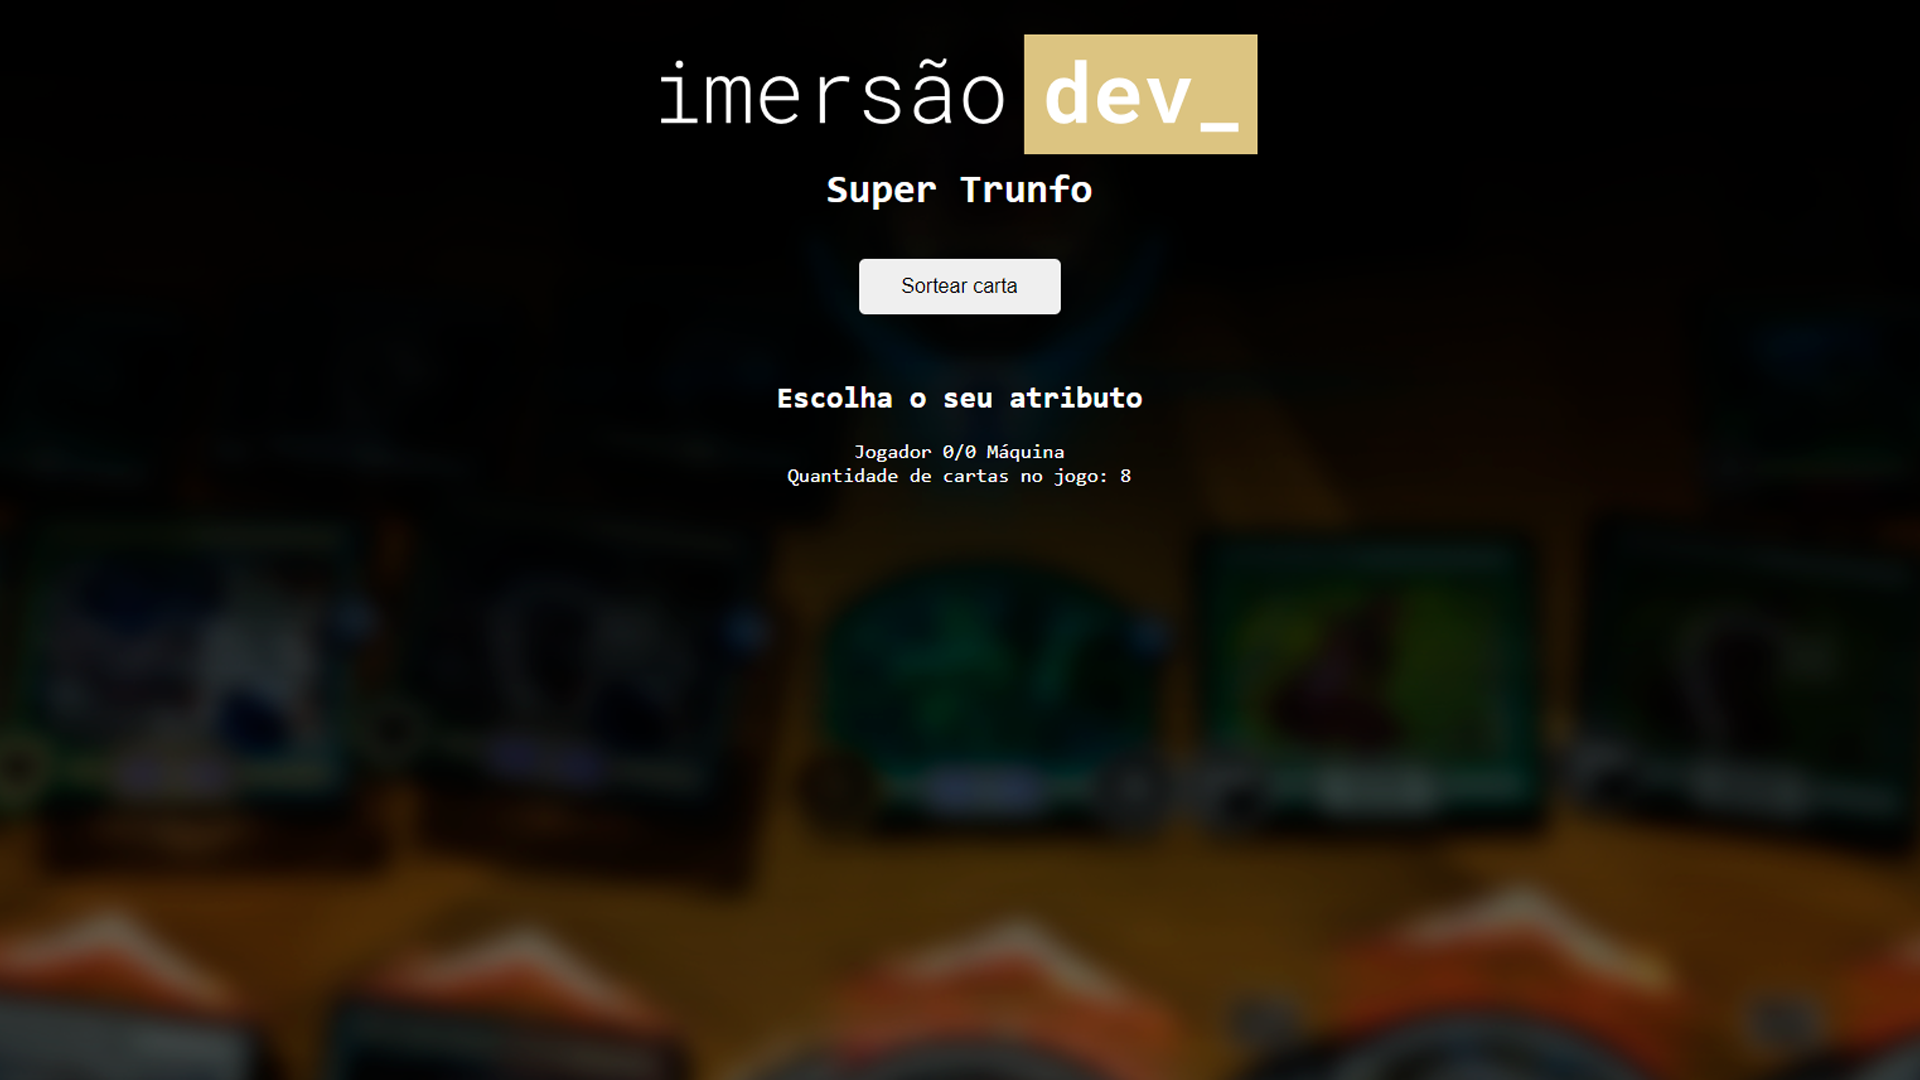 imersão dev_
Super Trunfo
Sortear carta
Escolha o seu atributo
Jogador 0/0 Máquina
Quantidade de cartas no jogo: 8